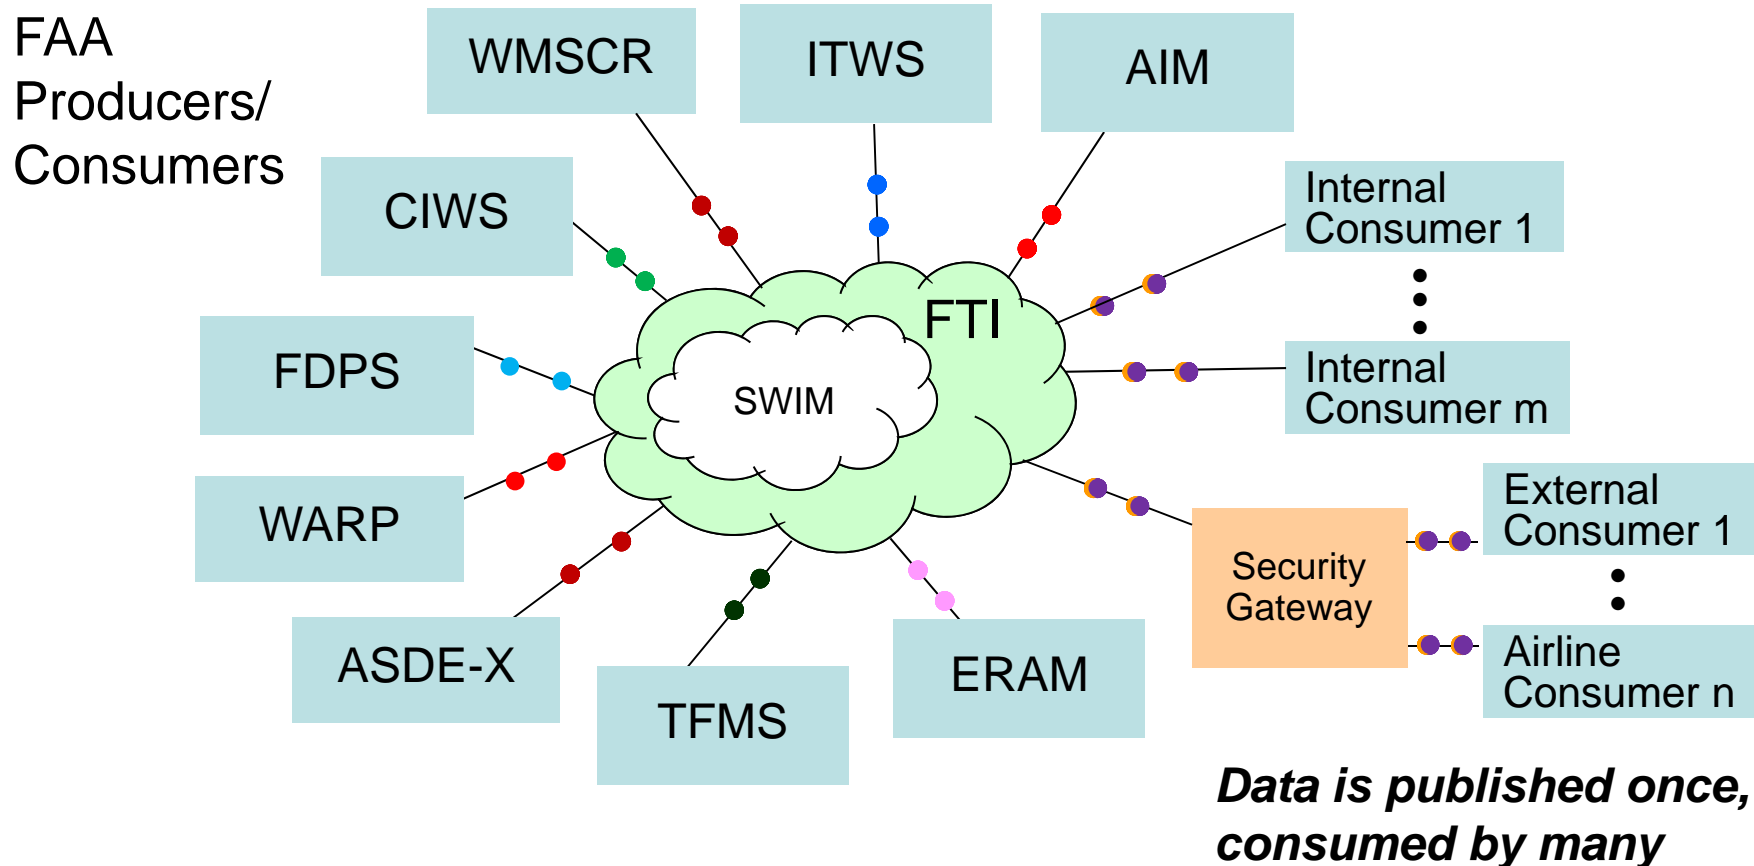 FAA
Producers/
Consumers
WMSCR
ITWS
AIM
CIWS
Internal
Consumer 1
FTI
FDPS
SWIM
Internal
Consumer m
WARP
External
Consumer 1
Security
Gateway
ASDE-X
TFMS
ERAM
Airline
Consumer n
Data is published once,
consumed by many